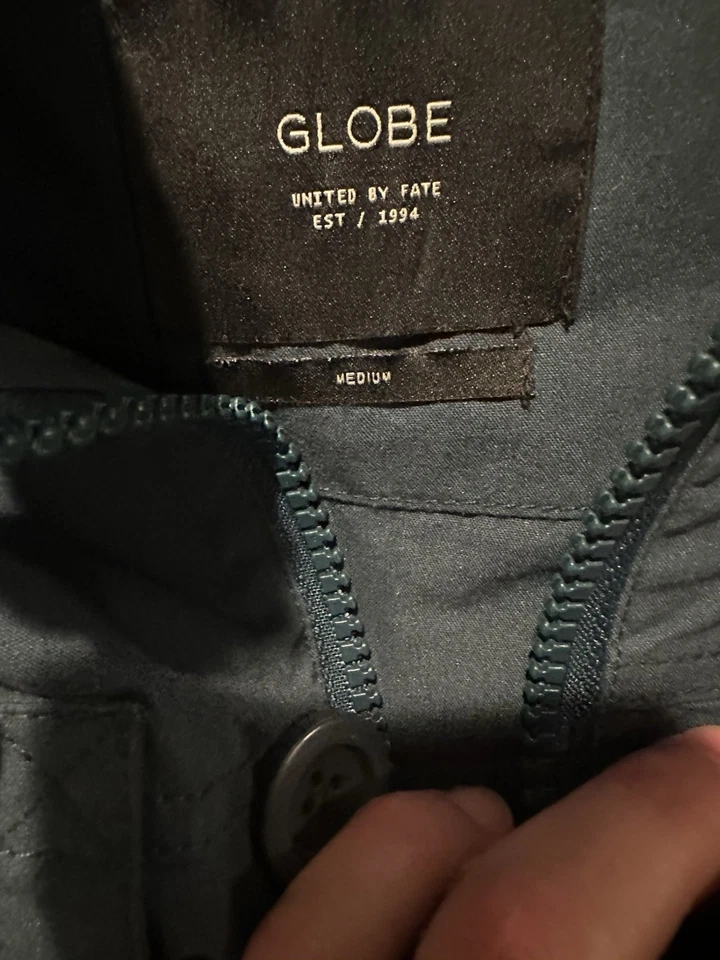 GLOBE
UNITED BY FATE
EST / 1994
MEDIUM